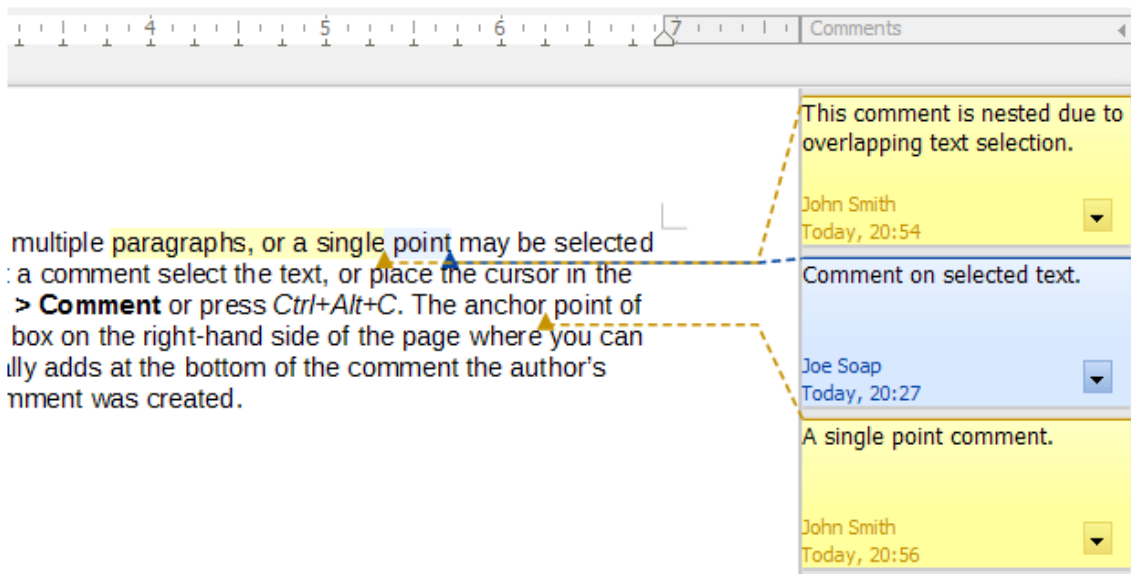 4 5 6 7 Comments
This comment is nested due to
overlapping text selection.
John Smith
Today, 20:54
multiple paragraphs, or a single point may be selected
a comment select the text, or place the cursor in the
> Comment or press Ctrl+Alt+C. The anchor point of
box on the right-hand side of the page where you can
ally adds at the bottom of the comment the author's
mment was created.
Comment on selected text.
Joe Soap
Today, 20:27
A single point comment.
John Smith
Today, 20:56